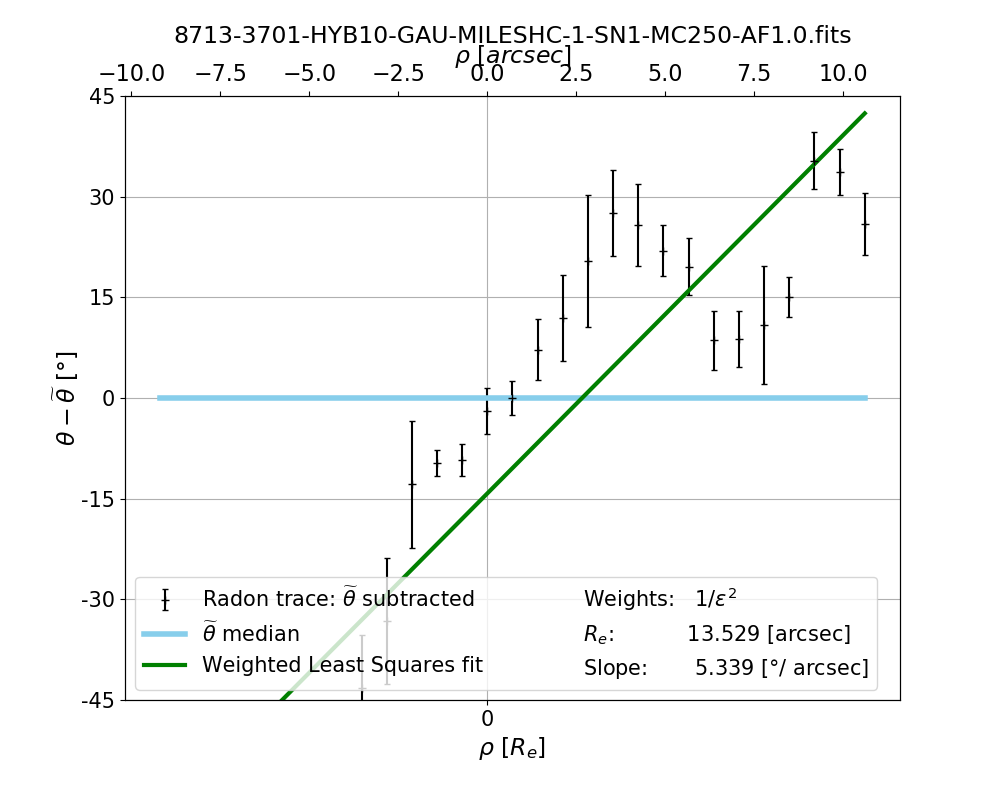 8713-3701-HYB10-GAU-MILESHC-1-SN1-MC250-AF1.0.fits
ρ [arcsec]
−10.0 −7.5 −5.0 −2.5 0.0 2.5 5.0 7.5 10.0
45
30
15
0
-15
-30
-45
θ − θ̃ [°]
Radon trace: θ̃ subtracted
θ̃ median
Weighted Least Squares fit
Weights: 1/ε²
Rₑ: 13.529 [arcsec]
Slope: 5.339 [°/ arcsec]
0
ρ [Rₑ]